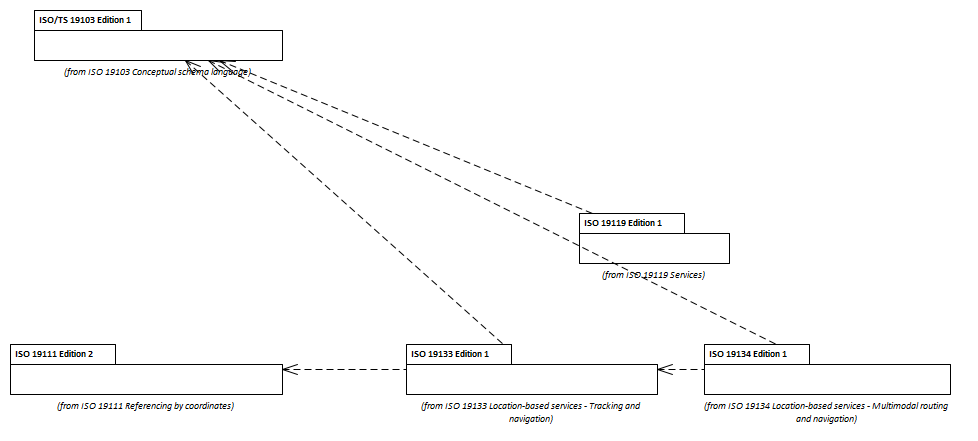 ISO/TS 19103 Edition 1
(from ISO 19103 Conceptual schema language)
ISO 19119 Edition 1
(from ISO 19119 Services)
ISO 19111 Edition 2
(from ISO 19111 Referencing by coordinates)
ISO 19133 Edition 1
(from ISO 19133 Location-based services - Tracking and
navigation)
ISO 19134 Edition 1
(from ISO 19134 Location-based services - Multimodal routing
and navigation)